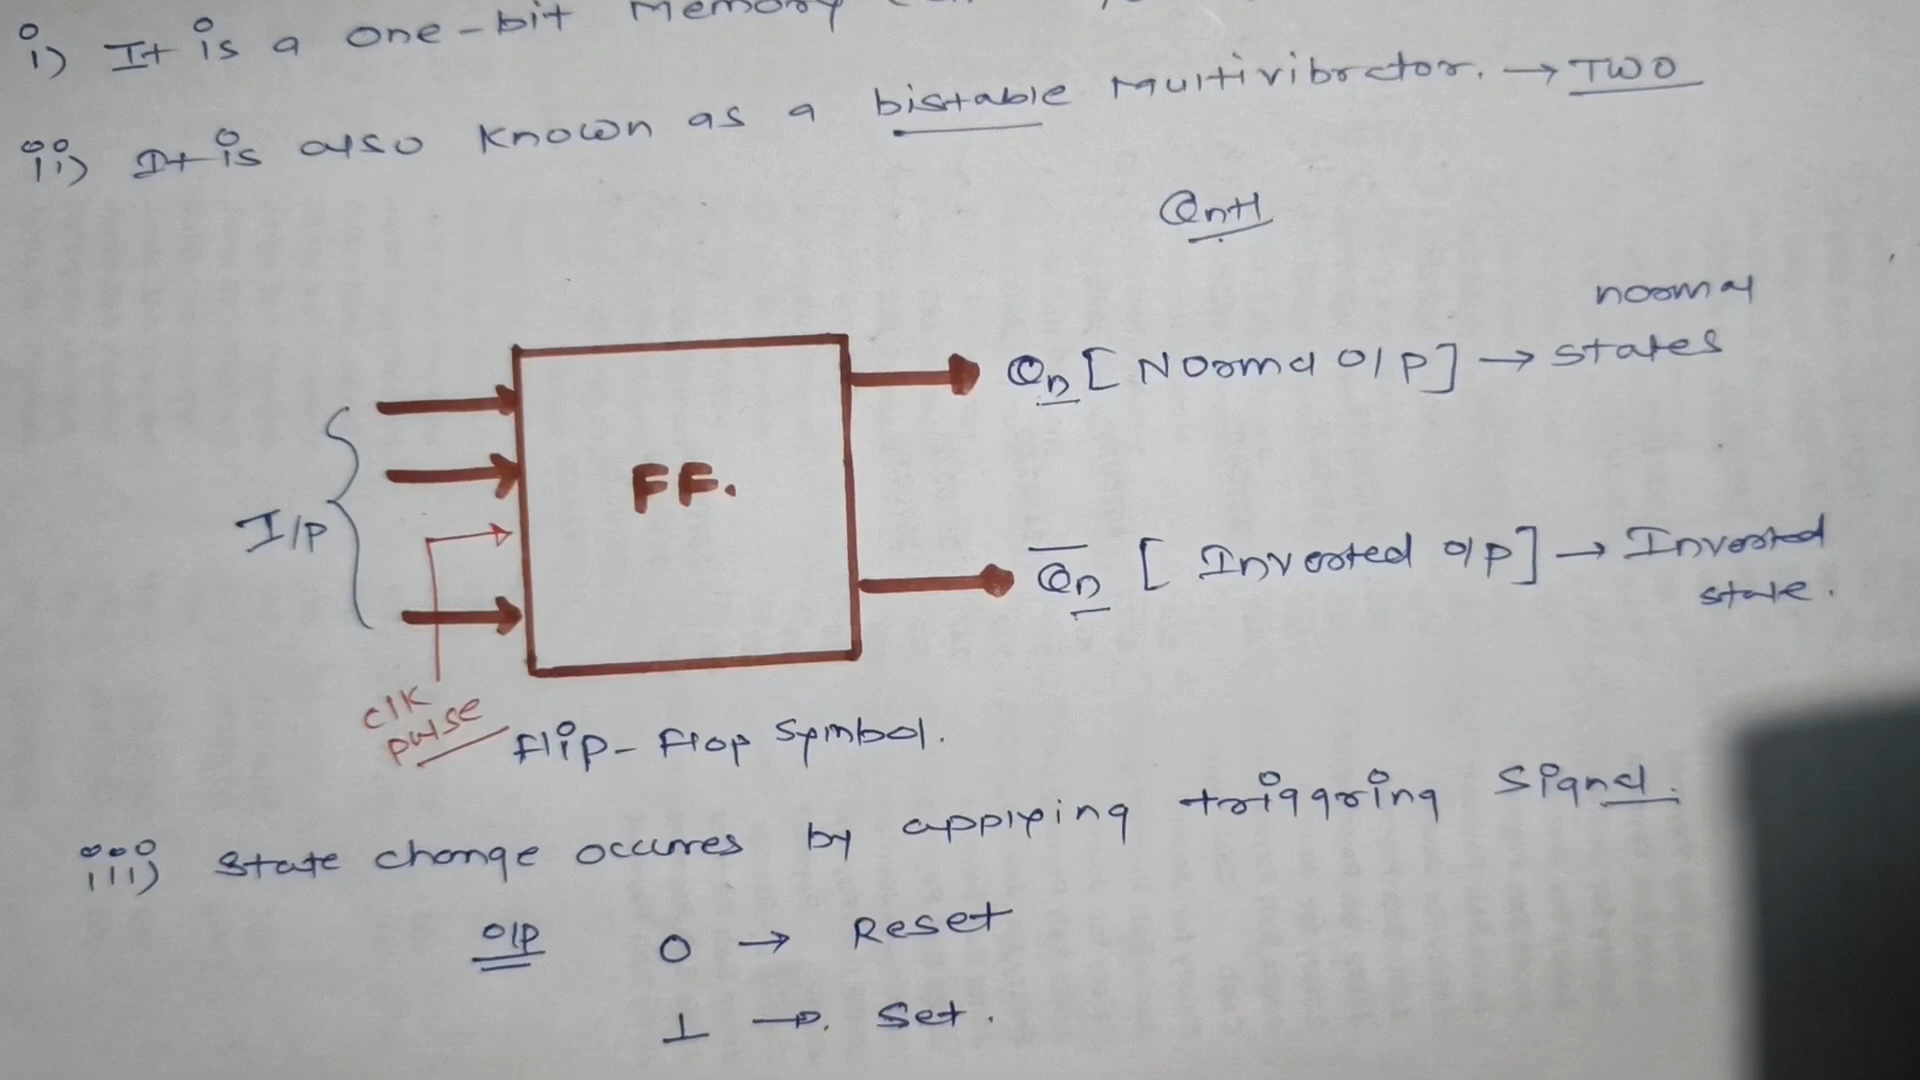 i) It is a one-bit Memory
ii) It is also known as a bistable Multivibrator. → TWO
Qn+1
normal
Qn [Normal O/P] → states
FF.
I/P
Q̅n [Inverted o/p] → Inverted
state.
clk
pulse
Flip-Flop Symbol.
iii) State change occures by applying triggring Signal.
O/P 0 → Reset
1 → Set.